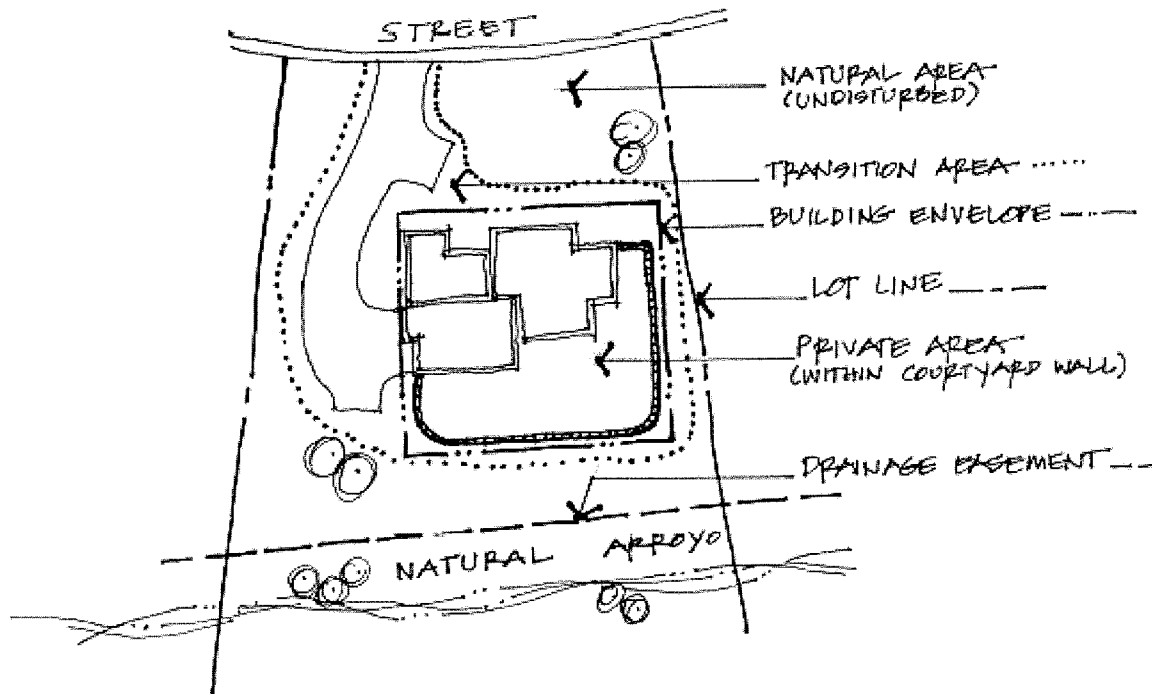 STREET
NATURAL AREA
(UNDISTURBED)
TRANSITION AREA
BUILDING ENVELOPE
LOT LINE
PRIVATE AREA
(WITHIN COURTYARD WALL)
DRAINAGE EASEMENT
NATURAL ARROYO